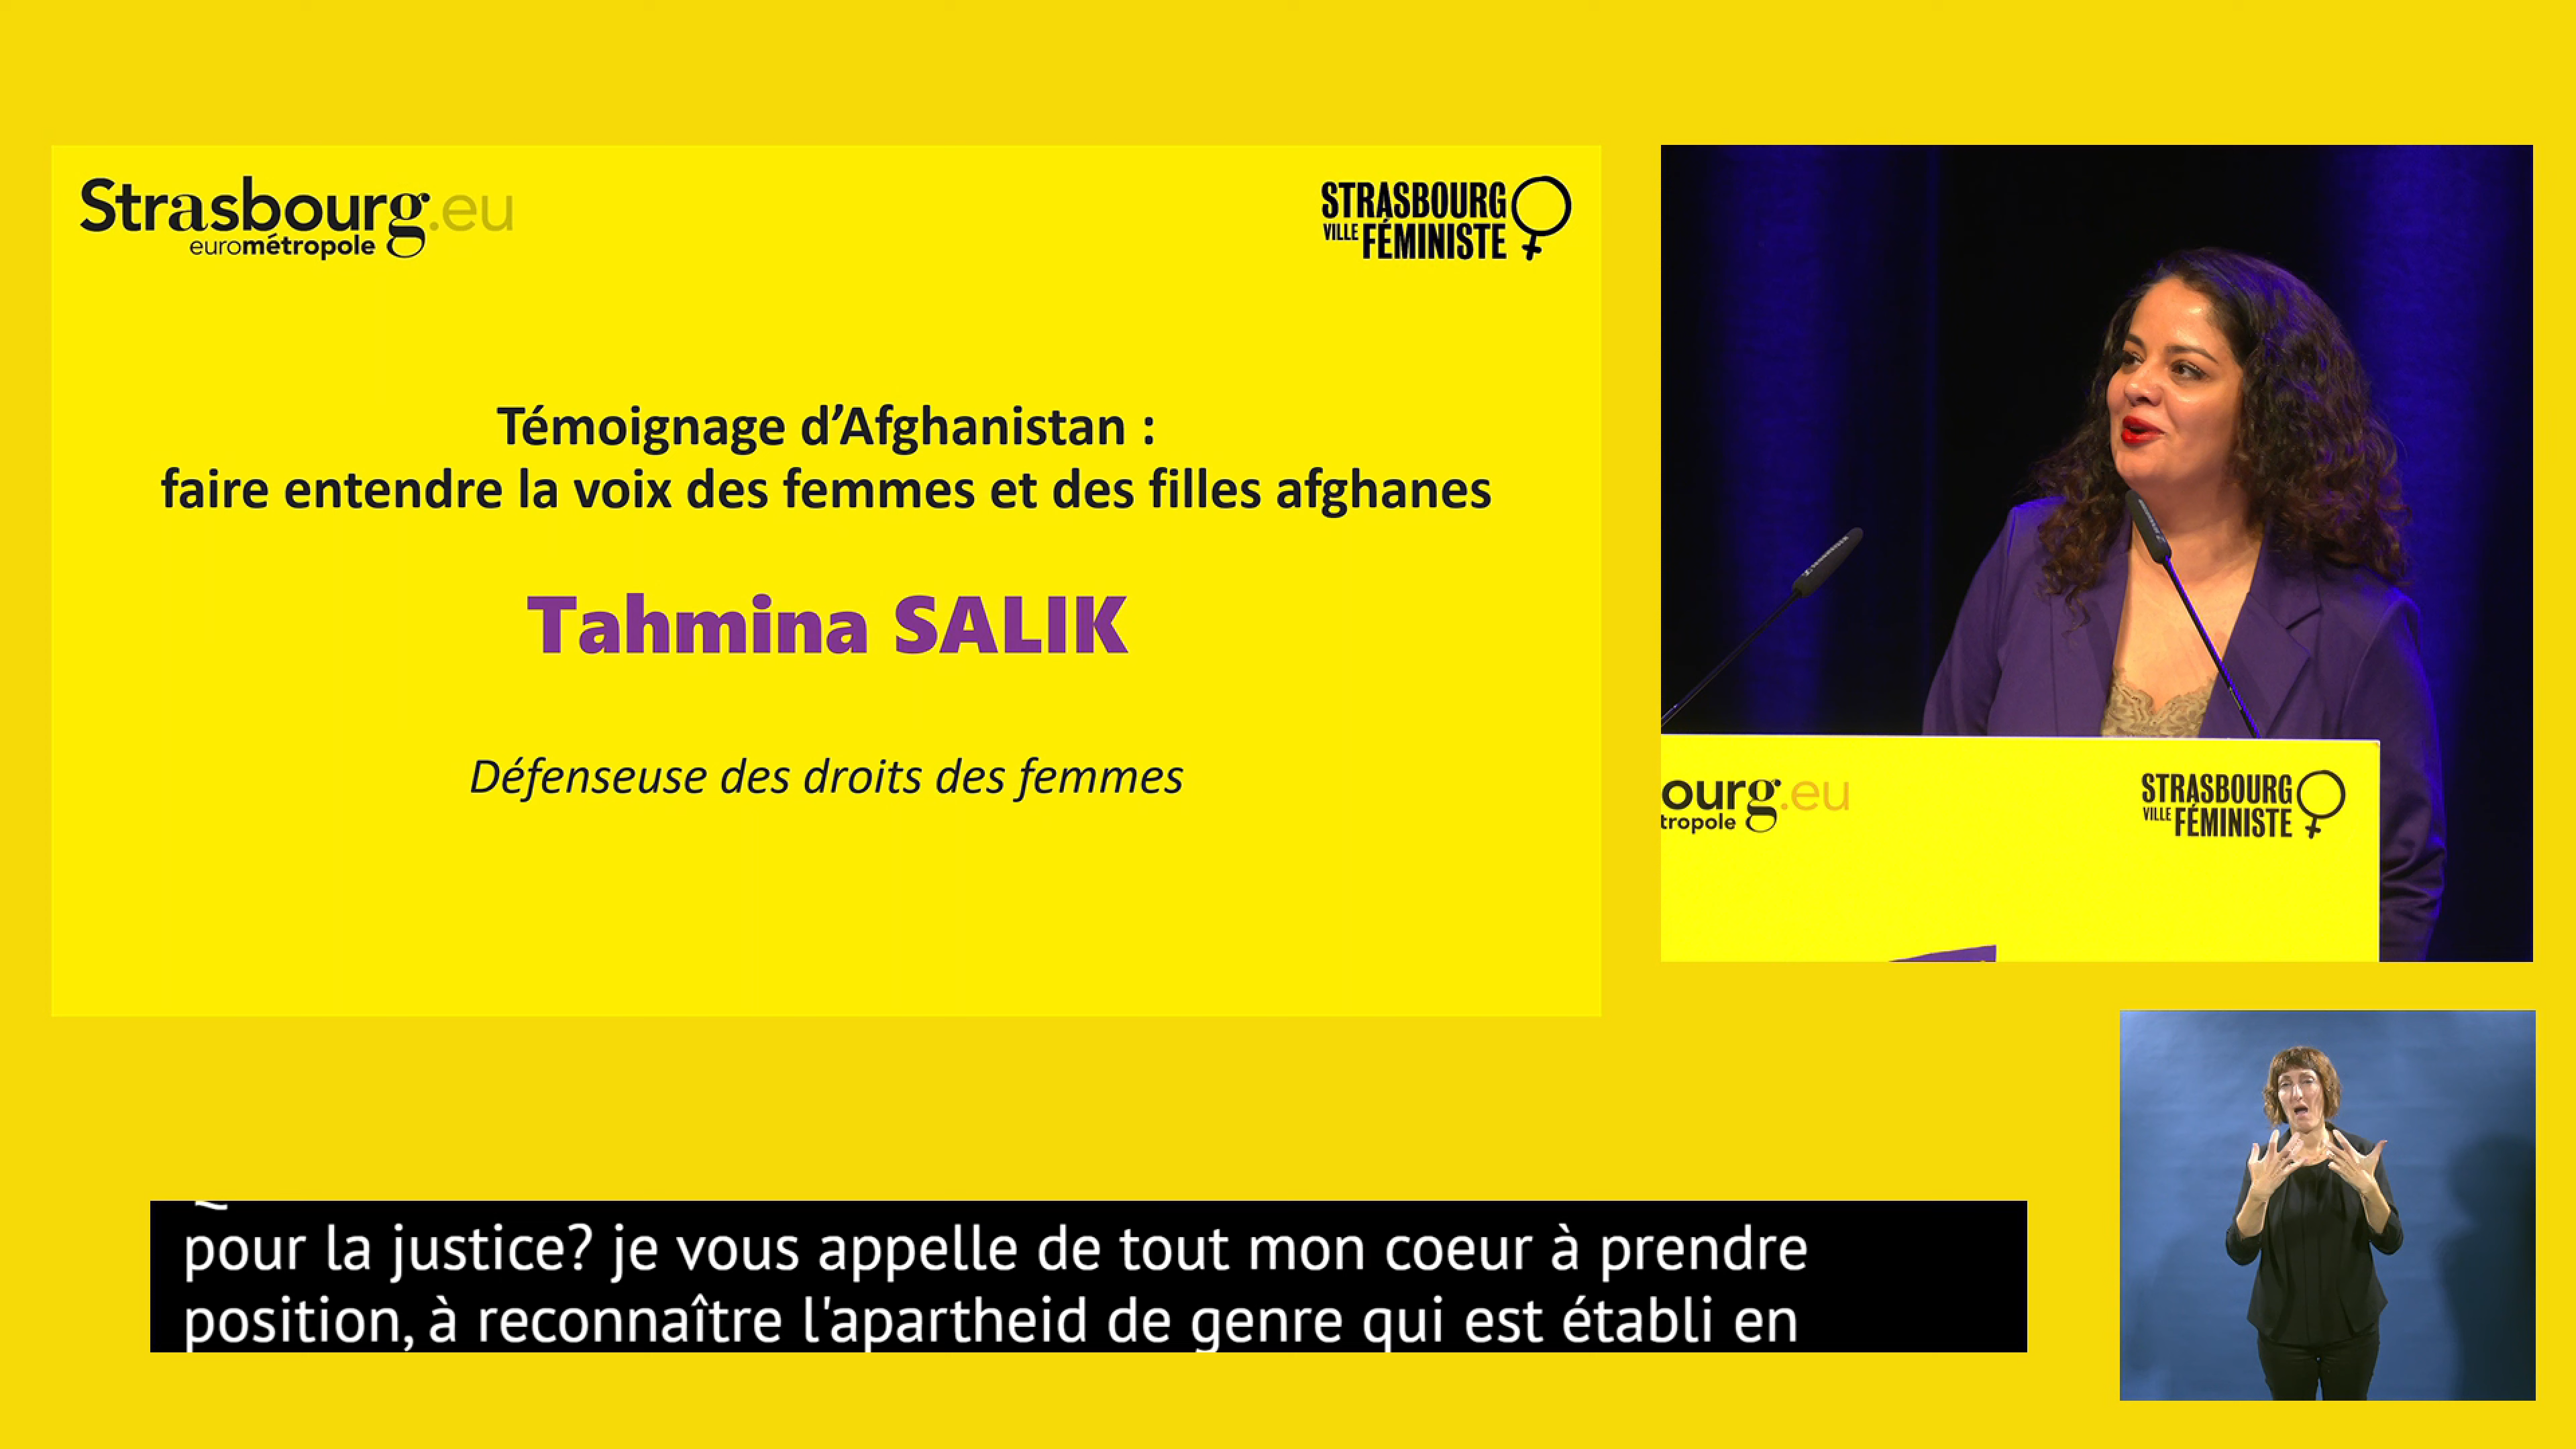 Strasbourg.eu
eurométropole
STRASBOURG
VILLE FÉMINISTE
Témoignage d’Afghanistan :
faire entendre la voix des femmes et des filles afghanes
Tahmina SALIK
Défenseuse des droits des femmes
ourg.eu
tropole
STRASBOURG
VILLE FÉMINISTE
pour la justice? je vous appelle de tout mon coeur à prendre
position, à reconnaître l'apartheid de genre qui est établi en